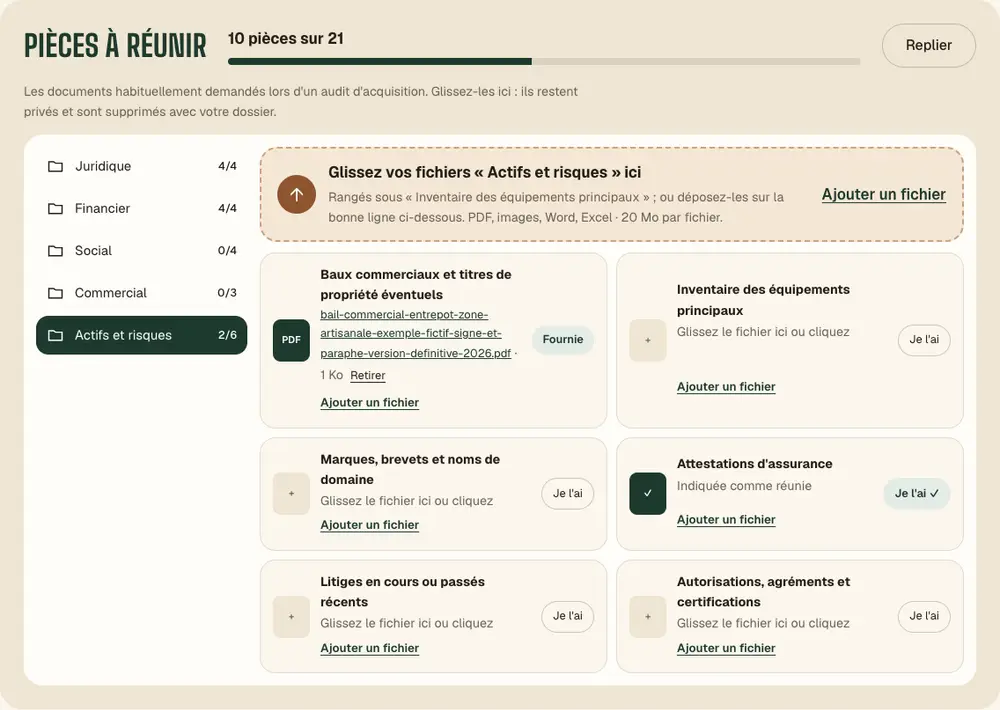 PIÈCES À RÉUNIR
10 pièces sur 21
Replier
Les documents habituellement demandés lors d'un audit d'acquisition. Glissez-les ici : ils restent
privés et sont supprimés avec votre dossier.
Juridique 4/4
Financier 4/4
Social 0/4
Commercial 0/3
Actifs et risques 2/6
Glissez vos fichiers « Actifs et risques » ici
Rangés sous « Inventaire des équipements principaux » ; ou déposez-les sur la
bonne ligne ci-dessous. PDF, images, Word, Excel · 20 Mo par fichier.
Ajouter un fichier
PDF
Baux commerciaux et titres de
propriété éventuels
bail-commercial-entrepot-zone-
artisanale-exemple-fictif-signe-et-
paraphe-version-definitive-2026.pdf ·
1 Ko Retirer
Ajouter un fichier
Fournie
+
Inventaire des équipements
principaux
Glissez le fichier ici ou cliquez
Ajouter un fichier
Je l'ai
+
Marques, brevets et noms de
domaine
Glissez le fichier ici ou cliquez
Ajouter un fichier
Je l'ai
✓
Attestations d'assurance
Indiquée comme réunie
Ajouter un fichier
Je l'ai ✓
+
Litiges en cours ou passés
récents
Glissez le fichier ici ou cliquez
Ajouter un fichier
Je l'ai
+
Autorisations, agréments et
certifications
Glissez le fichier ici ou cliquez
Ajouter un fichier
Je l'ai